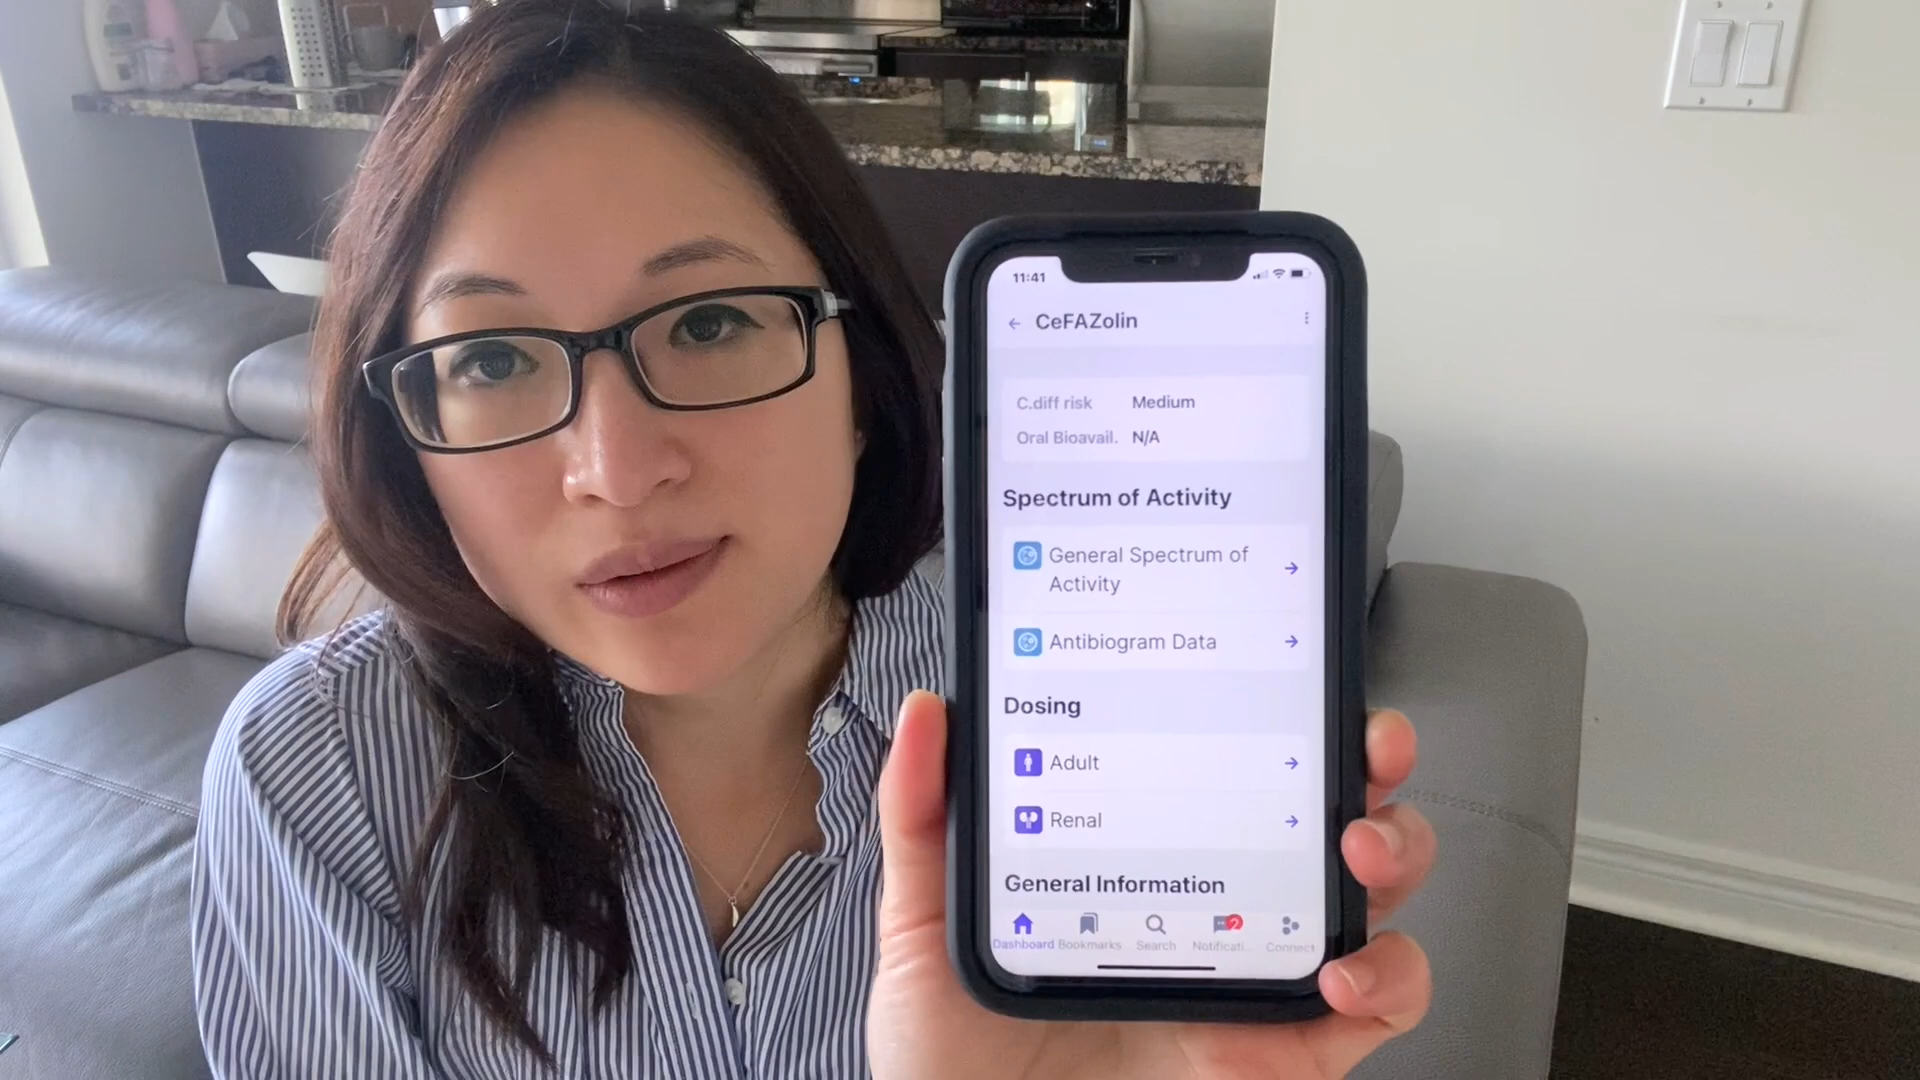 11:41
CeFAZolin
C.diff risk Medium
Oral Bioavail. N/A
Spectrum of Activity
General Spectrum of
Activity
Antibiogram Data
Dosing
Adult
Renal
General Information
2
Dashboard Bookmarks Search Notificati... Connect